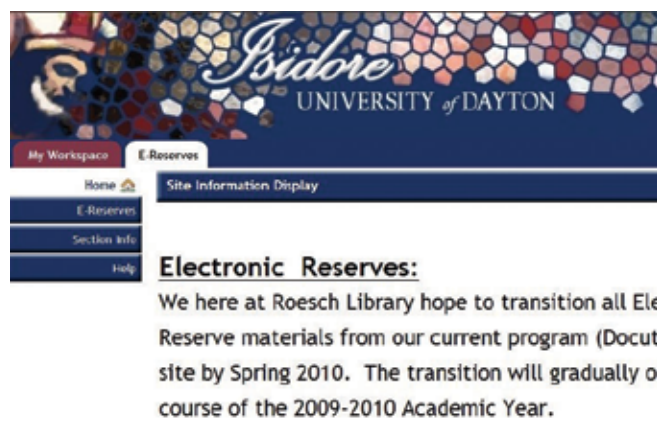 Isidore
UNIVERSITY of DAYTON
My Workspace E-Reserves
Home
Site Information Display
E-Reserves
Section Info
Help
Electronic Reserves:
We here at Roesch Library hope to transition all Ele
Reserve materials from our current program (Docut
site by Spring 2010. The transition will gradually o
course of the 2009-2010 Academic Year.